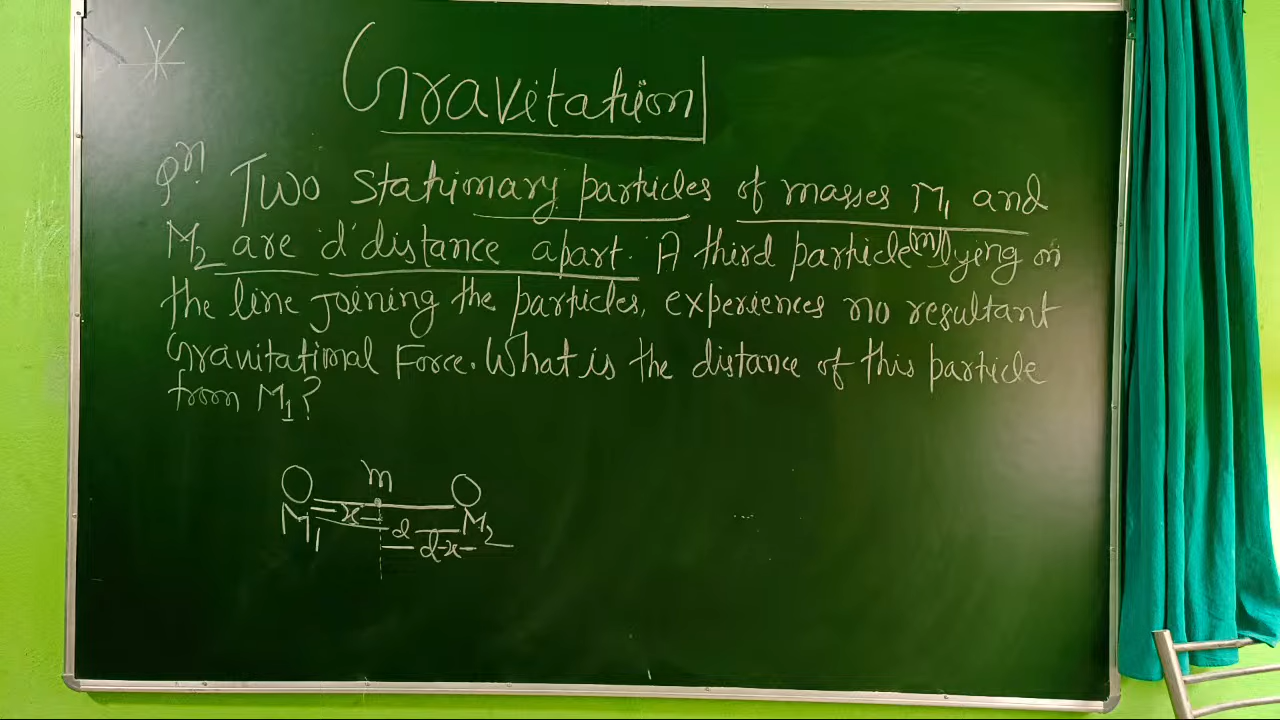 Gravitation
Qn? Two Stationary particles of masses M1 and
M2 are 'd' distance apart. A third particle (m) lying on
the line joining the particles, experiences no resultant
Gravitational Force. What is the distance of this particle
from M1?
m
x
M1 d M2
d-x